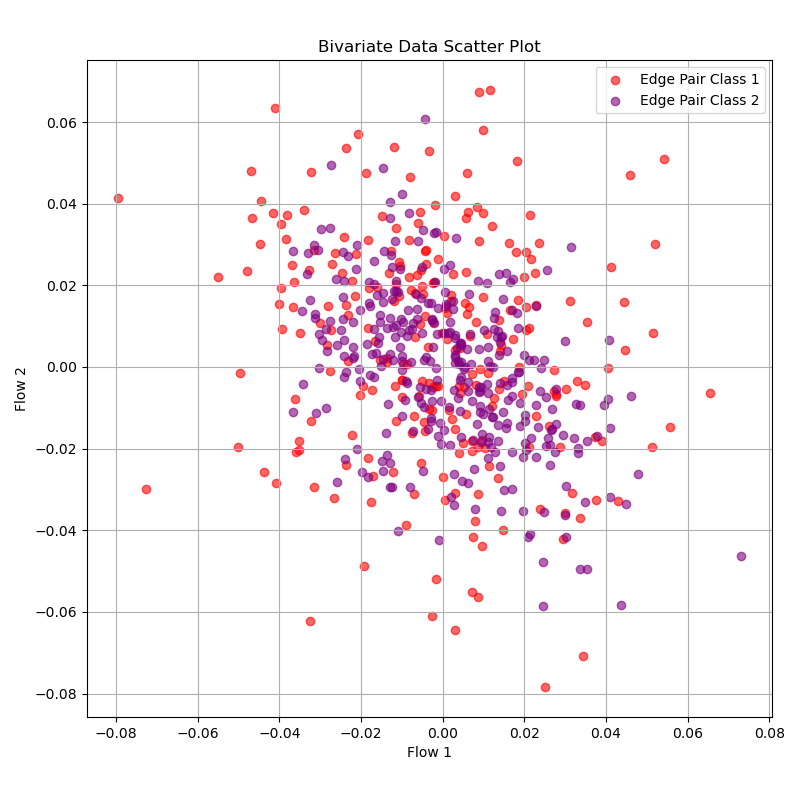 Bivariate Data Scatter Plot
Edge Pair Class 1
Edge Pair Class 2
0.06
0.04
0.02
0.00
−0.02
−0.04
−0.06
−0.08
Flow 2
−0.08 −0.06 −0.04 −0.02 0.00 0.02 0.04 0.06 0.08
Flow 1